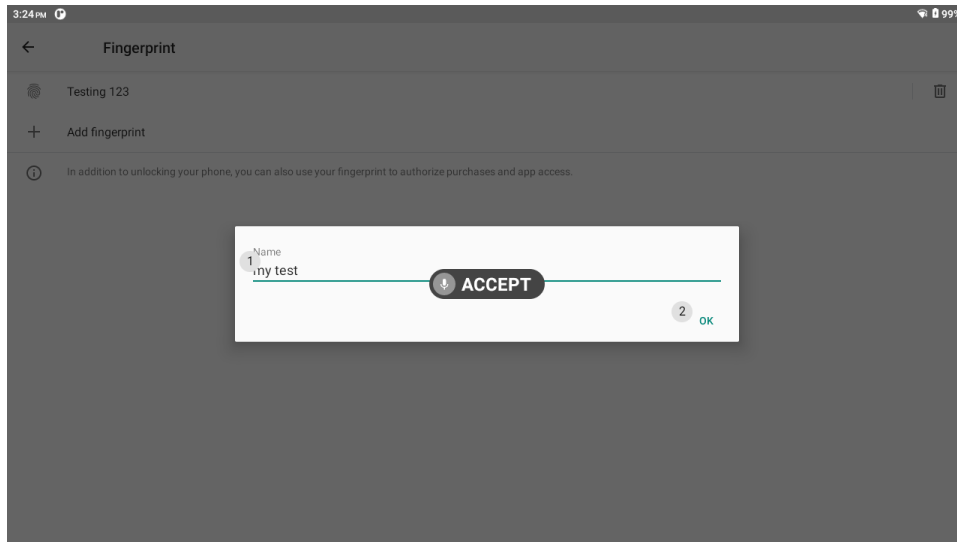 3:24 PM 99%
Fingerprint
Testing 123
Add fingerprint
In addition to unlocking your phone, you can also use your fingerprint to authorize purchases and app access.
Name
1
my test
ACCEPT
2
OK